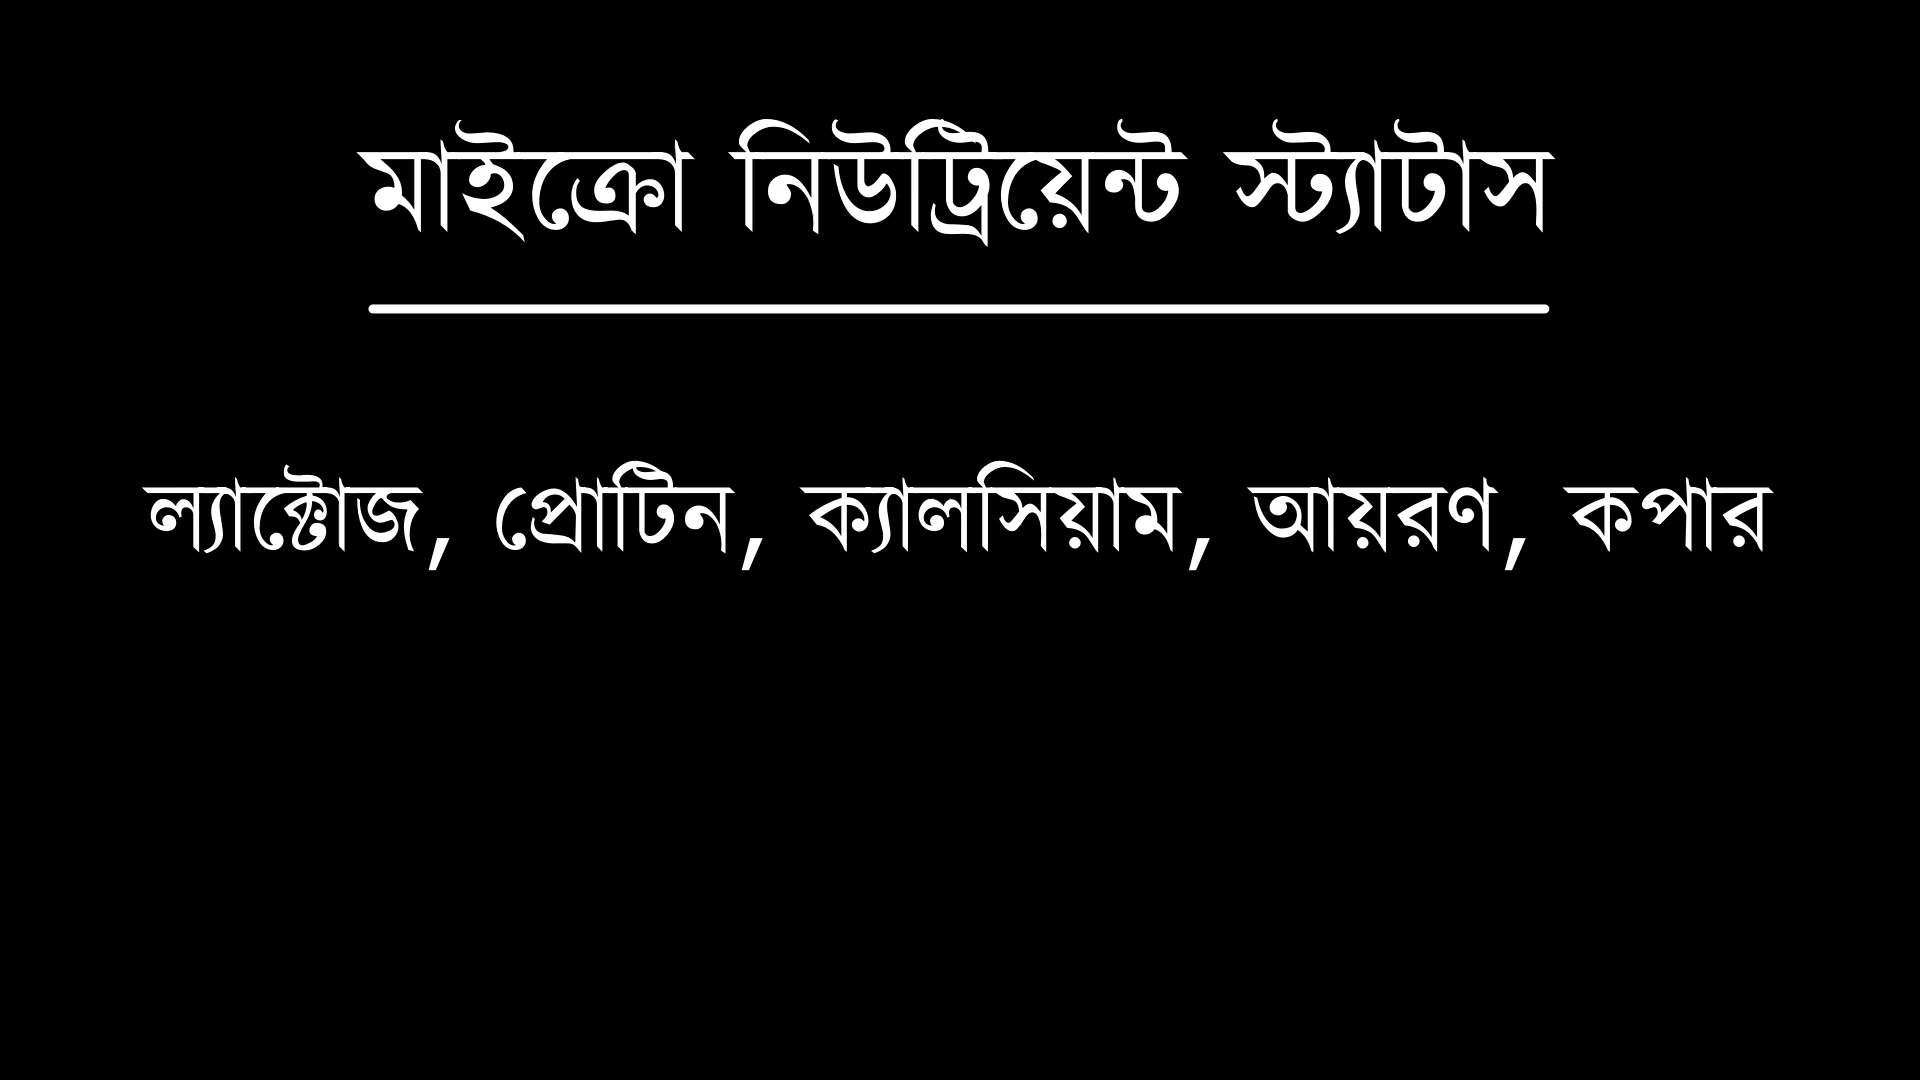 মাইক্রো নিউট্রিয়েন্ট স্ট্যাটাস
ল্যাক্টোজ, প্রোটিন, ক্যালসিয়াম, আয়রণ, কপার